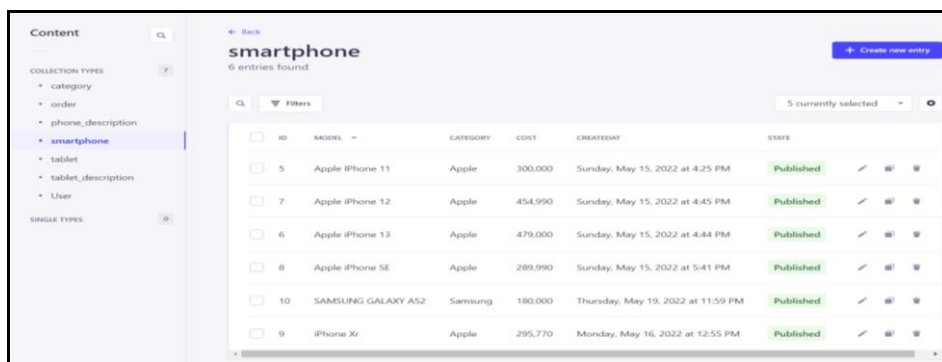 Content
COLLECTION TYPES 7
category
order
phone_description
smartphone
tablet
tablet_description
User
SINGLE TYPES 0
← Back
smartphone
6 entries found
+ Create new entry
Filters
5 currently selected
ID MODEL CATEGORY COST CREATEDAT STATE
5 Apple IPhone 11 Apple 300,000 Sunday, May 15, 2022 at 4:25 PM Published
7 Apple iPhone 12 Apple 454,990 Sunday, May 15, 2022 at 4:45 PM Published
6 Apple iPhone 13 Apple 479,000 Sunday, May 15, 2022 at 4:44 PM Published
8 Apple iPhone SE Apple 289,990 Sunday, May 15, 2022 at 5:41 PM Published
10 SAMSUNG GALAXY A52 Samsung 180,000 Thursday, May 19, 2022 at 11:59 PM Published
9 iPhone Xr Apple 295,770 Monday, May 16, 2022 at 12:55 PM Published